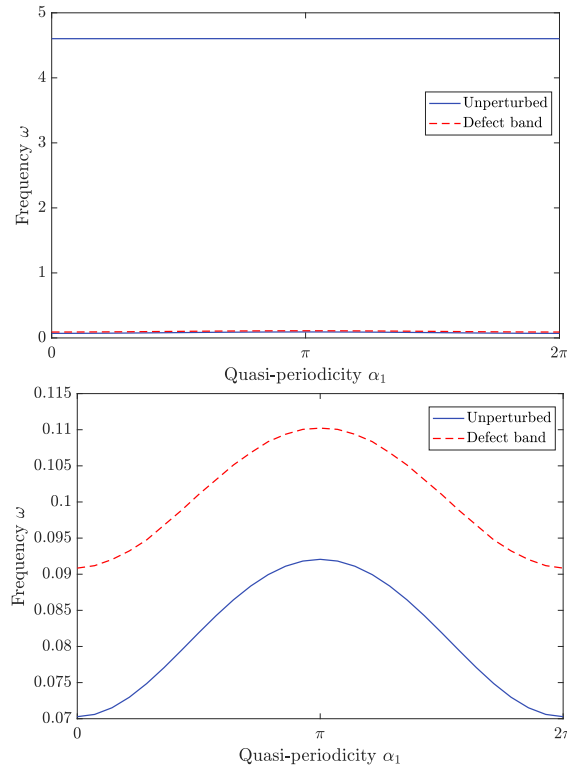 5
4
3
2
1
0
Frequency ω
Unperturbed
Defect band
0 π 2π
Quasi-periodicity α₁
0.115
0.11
0.105
0.1
0.095
0.09
0.085
0.08
0.075
0.07
Frequency ω
Unperturbed
Defect band
0 π 2π
Quasi-periodicity α₁